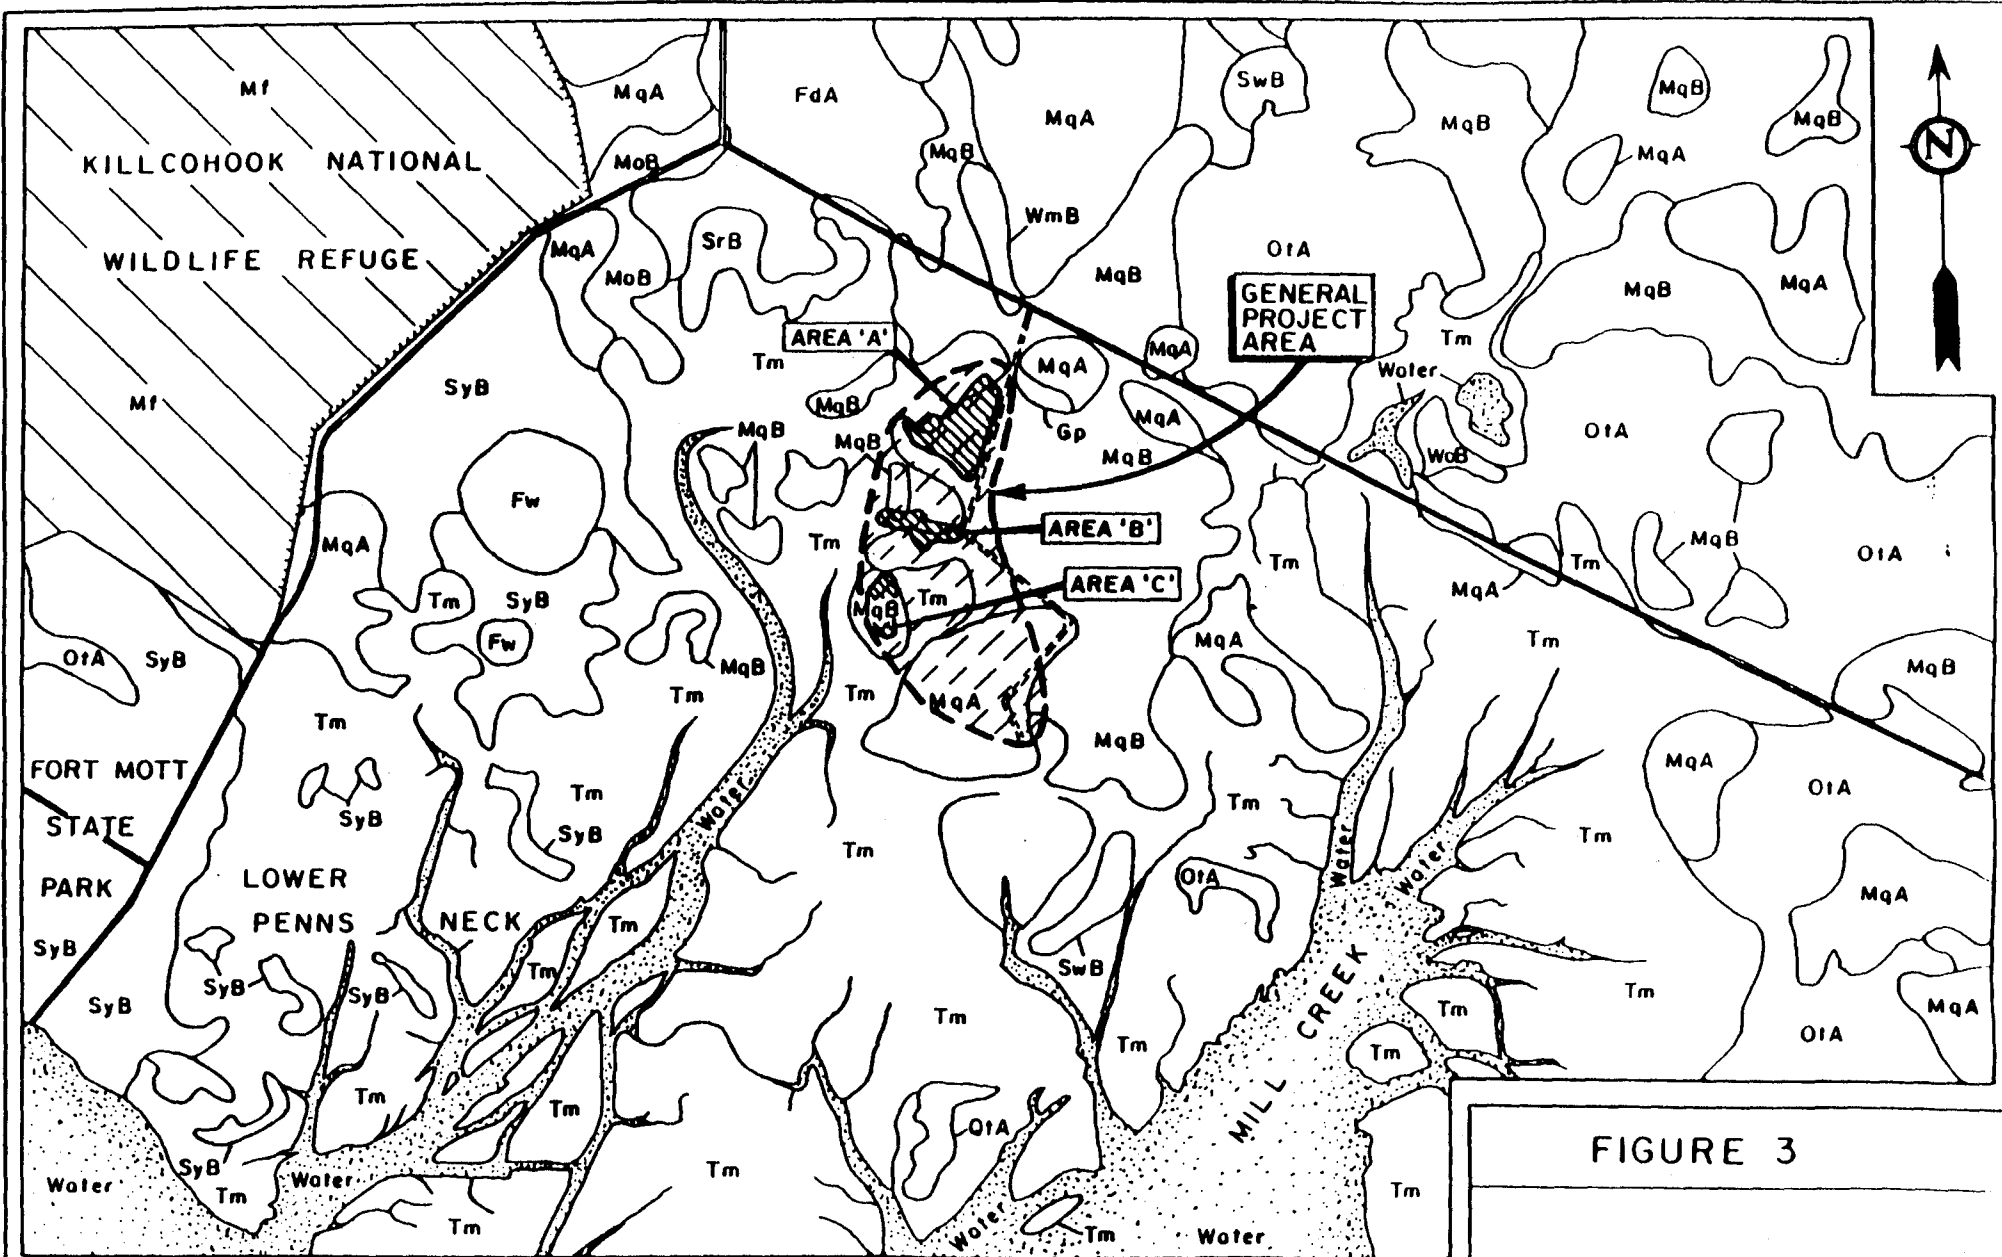 Mf
MqA
FdA
MqA
SwB
MqB
MqB
MqB
N
KILLCOHOOK NATIONAL
MoB
MqB
MqA
WmB
WILDLIFE REFUGE
MqA
MoB
SrB
MqB
OtA
MqB
MqA
GENERAL
PROJECT
AREA
AREA 'A'
Tm
MqA
MqA
Tm
Water
Mf
SyB
MqB
MqA
Gp
MqB
MqB
MqB
WoB
OtA
Fw
AREA 'B'
MqA
Tm
Tm
Tm
MqB
OtA
AREA 'C'
Tm
SyB
MqB
Tm
MqA
Fw
OtA
SyB
MqB
Tm
Tm
MqA
Tm
MqB
Tm
MqA
MqB
MqA
FORT MOTT
STATE
PARK
SyB
Tm
SyB
Water
Tm
Tm
OtA
SyB
Tm
Water
Water
LOWER
PENNS NECK
OtA
MqA
SyB
Tm
SyB
SyB
Tm
SwB
MILL CREEK
Tm
Tm
MqA
SyB
Tm
Tm
Tm
OtA
Tm
Tm
OtA
FIGURE 3
SyB
Tm
Tm
Water
Tm
Water
Tm
Water
Tm
Water